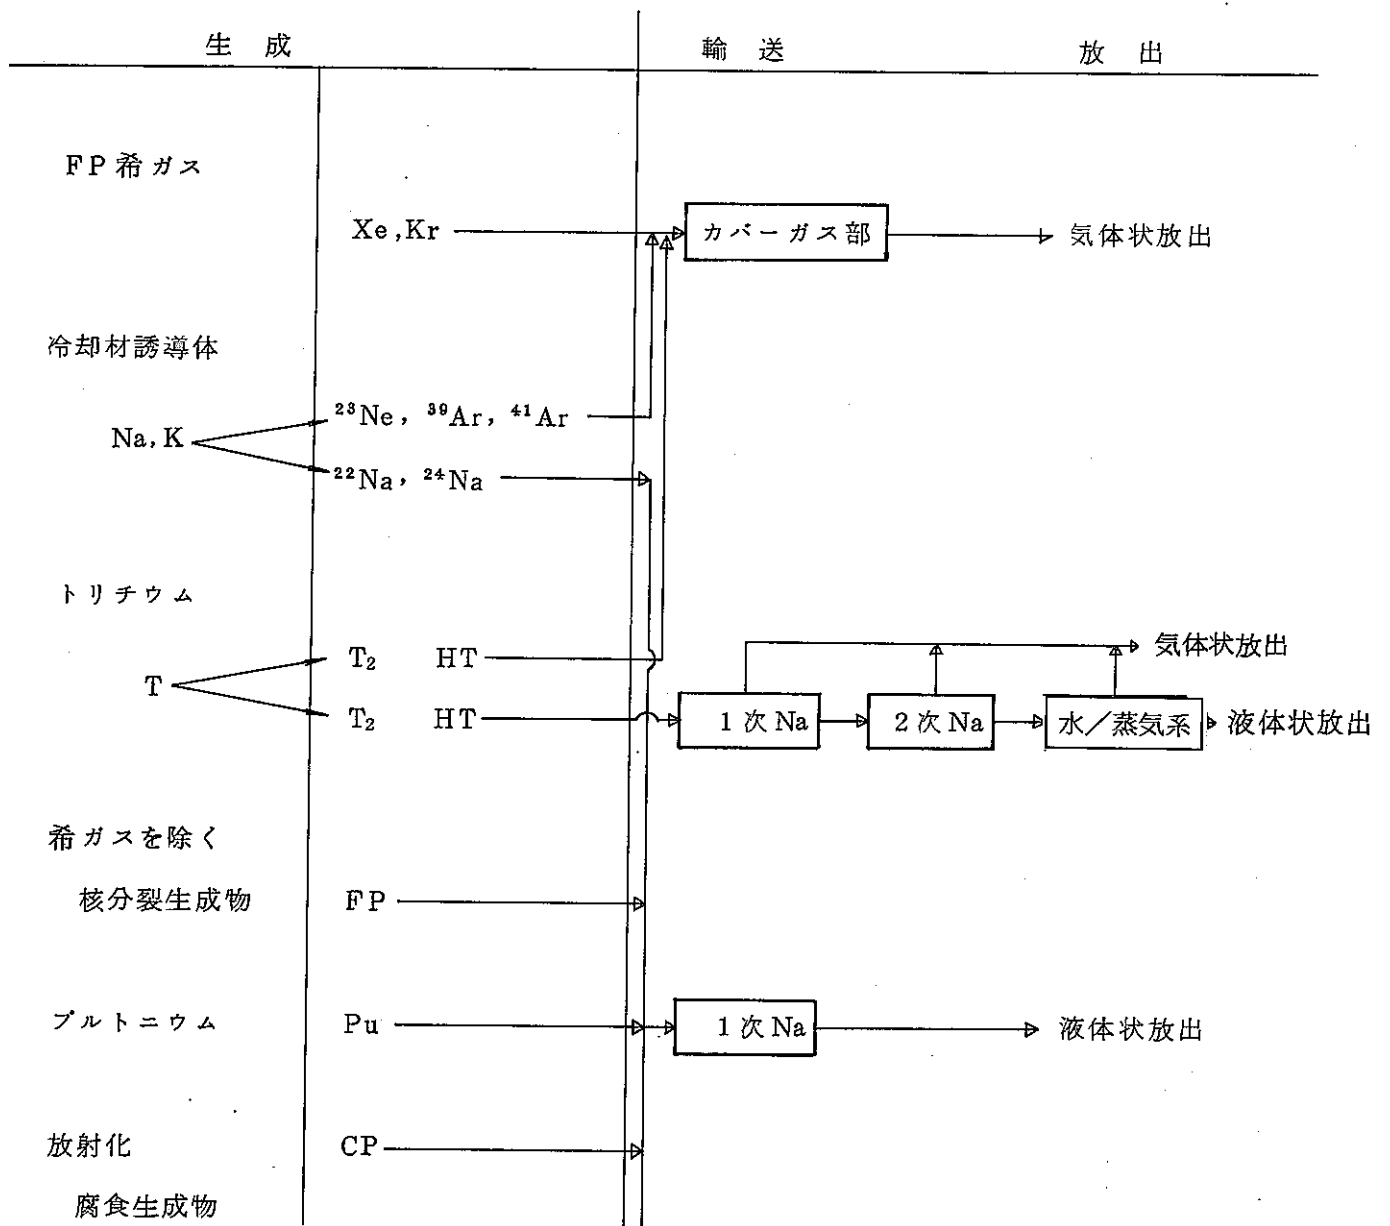 生成 輸送 放出
FP希ガス
Xe,Kr カバーガス部 気体状放出
冷却材誘導体
²³Ne, ³⁹Ar, ⁴¹Ar
Na,K
²²Na, ²⁴Na
トリチウム
気体状放出
T₂ HT
T
T₂ HT 1次Na 2次Na 水/蒸気系 液体状放出
希ガスを除く
核分裂生成物 FP
プルトニウム Pu 1次Na 液体状放出
放射化 CP
腐食生成物